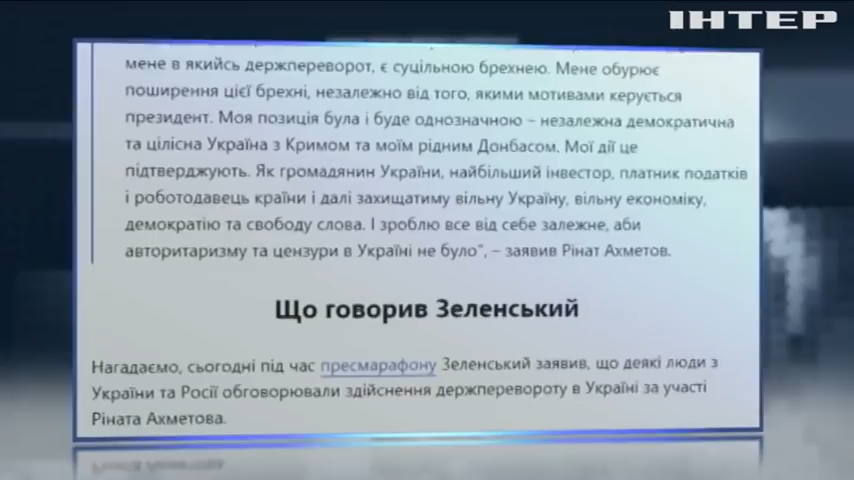 ІНТЕР
мене в якийсь держпереворот, є суцільною брехнею. Мене обурює
поширення цієї брехні, незалежно від того, якими мотивами керується
президент. Моя позиція була і буде однозначною – незалежна демократична
та цілісна Україна з Кримом та моїм рідним Донбасом. Мої дії це
підтверджують. Як громадянин України, найбільший інвестор, платник податків
і роботодавець країни і далі захищатиму вільну Україну, вільну економіку,
демократію та свободу слова. І зроблю все від себе залежне, аби
авторитаризму та цензури в Україні не було", – заявив Рінат Ахметов.
Що говорив Зеленський
Нагадаємо, сьогодні під час пресмарафону Зеленський заявив, що деякі люди з
України та Росії обговорювали здійснення держперевороту в Україні за участі
Ріната Ахметова.